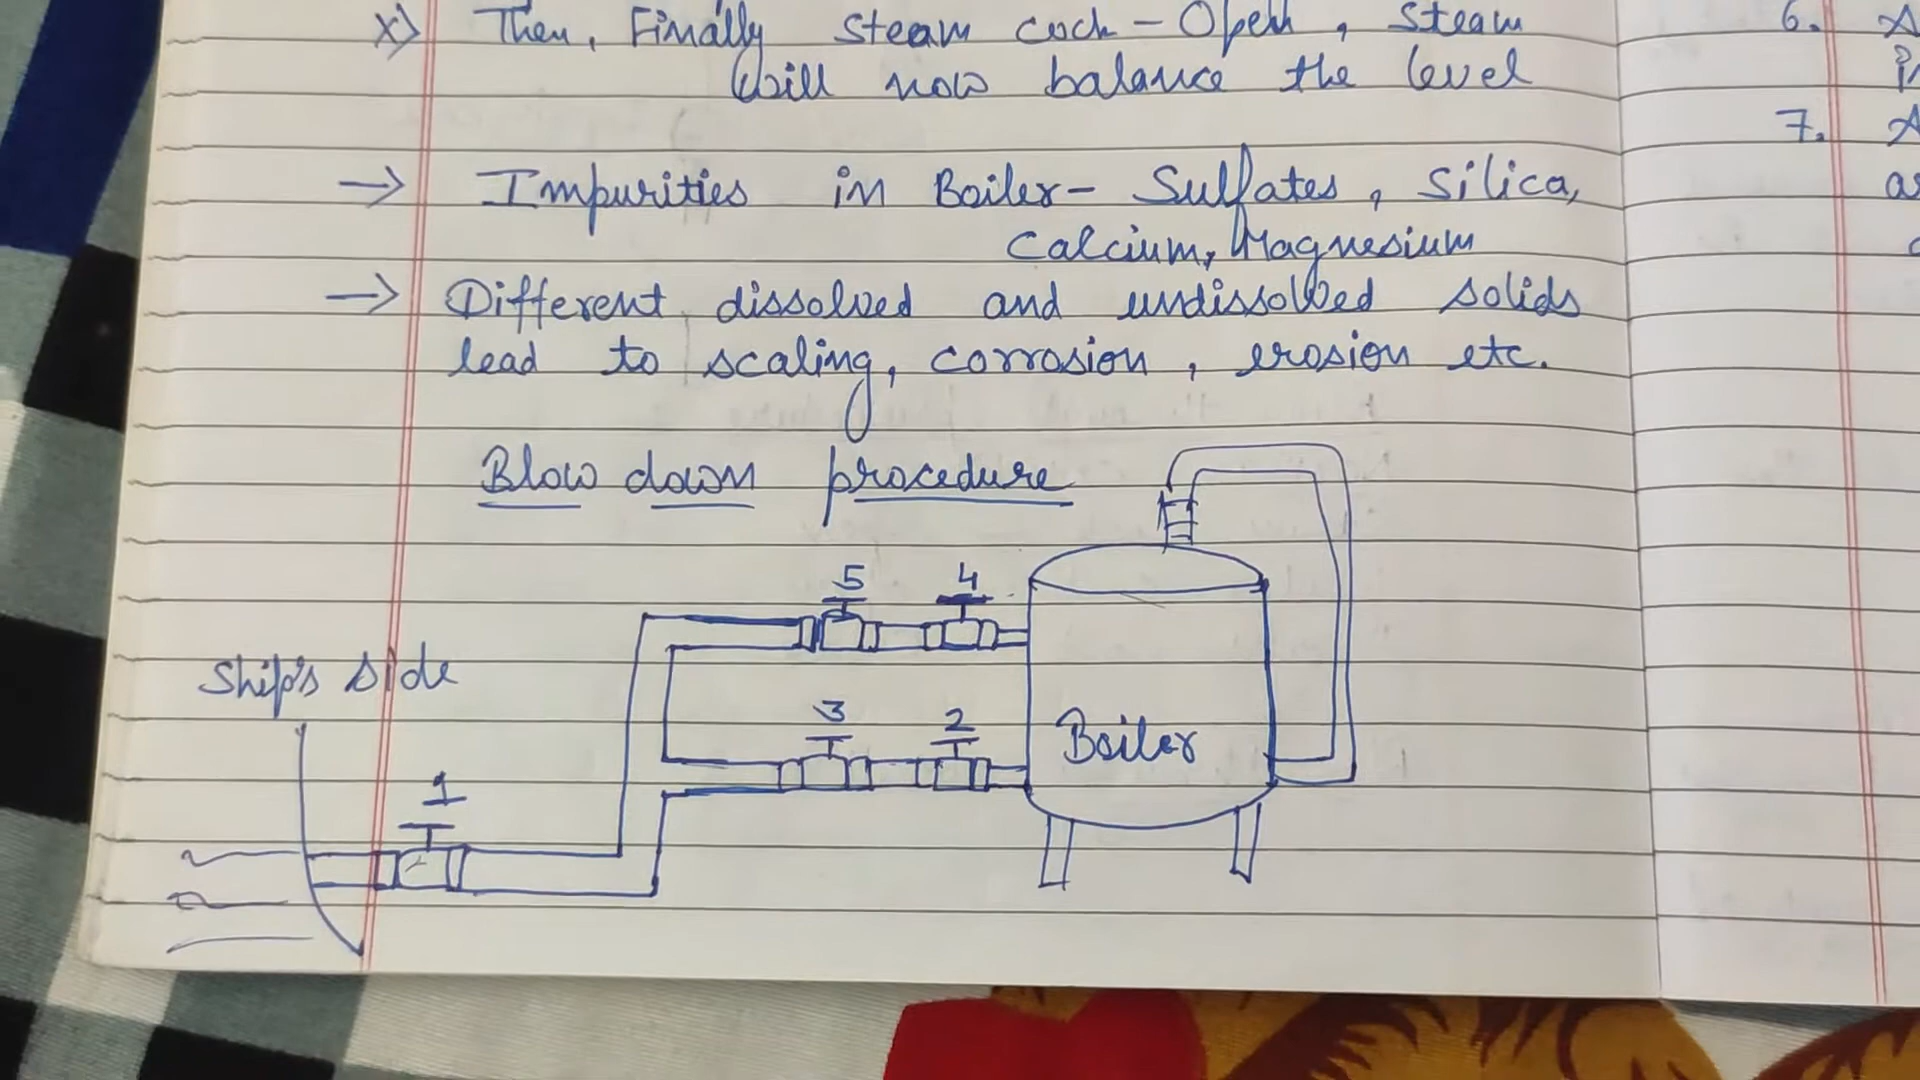 x) Then, Finally steam cock - Open, steam
will now balance the level
→ Impurities in Boiler - Sulfates, Silica,
Calcium, Magnesium
→ Different dissolved and undissolved solids
lead to scaling, corrosion, erosion etc.
Blow down procedure
5 4
Ship's side
3 2
Boiler
1
6.
7.